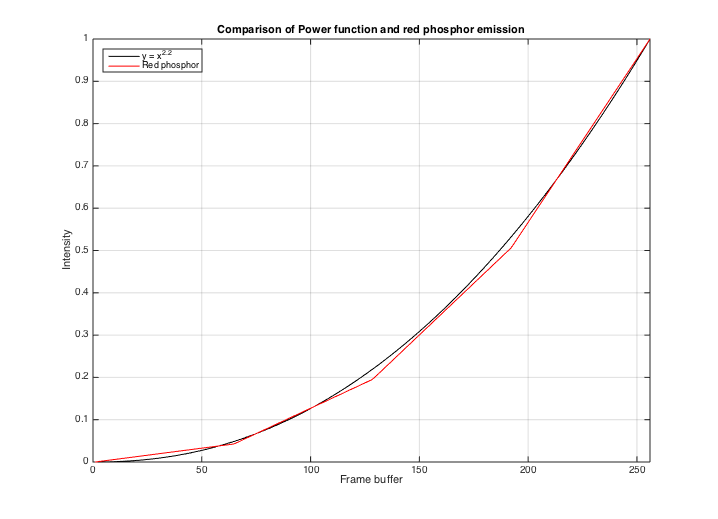 Comparison of Power function and red phosphor emission
y = x^2.2
Red phosphor
1
0.9
0.8
0.7
0.6
0.5
0.4
0.3
0.2
0.1
0
Intensity
0 50 100 150 200 250
Frame buffer